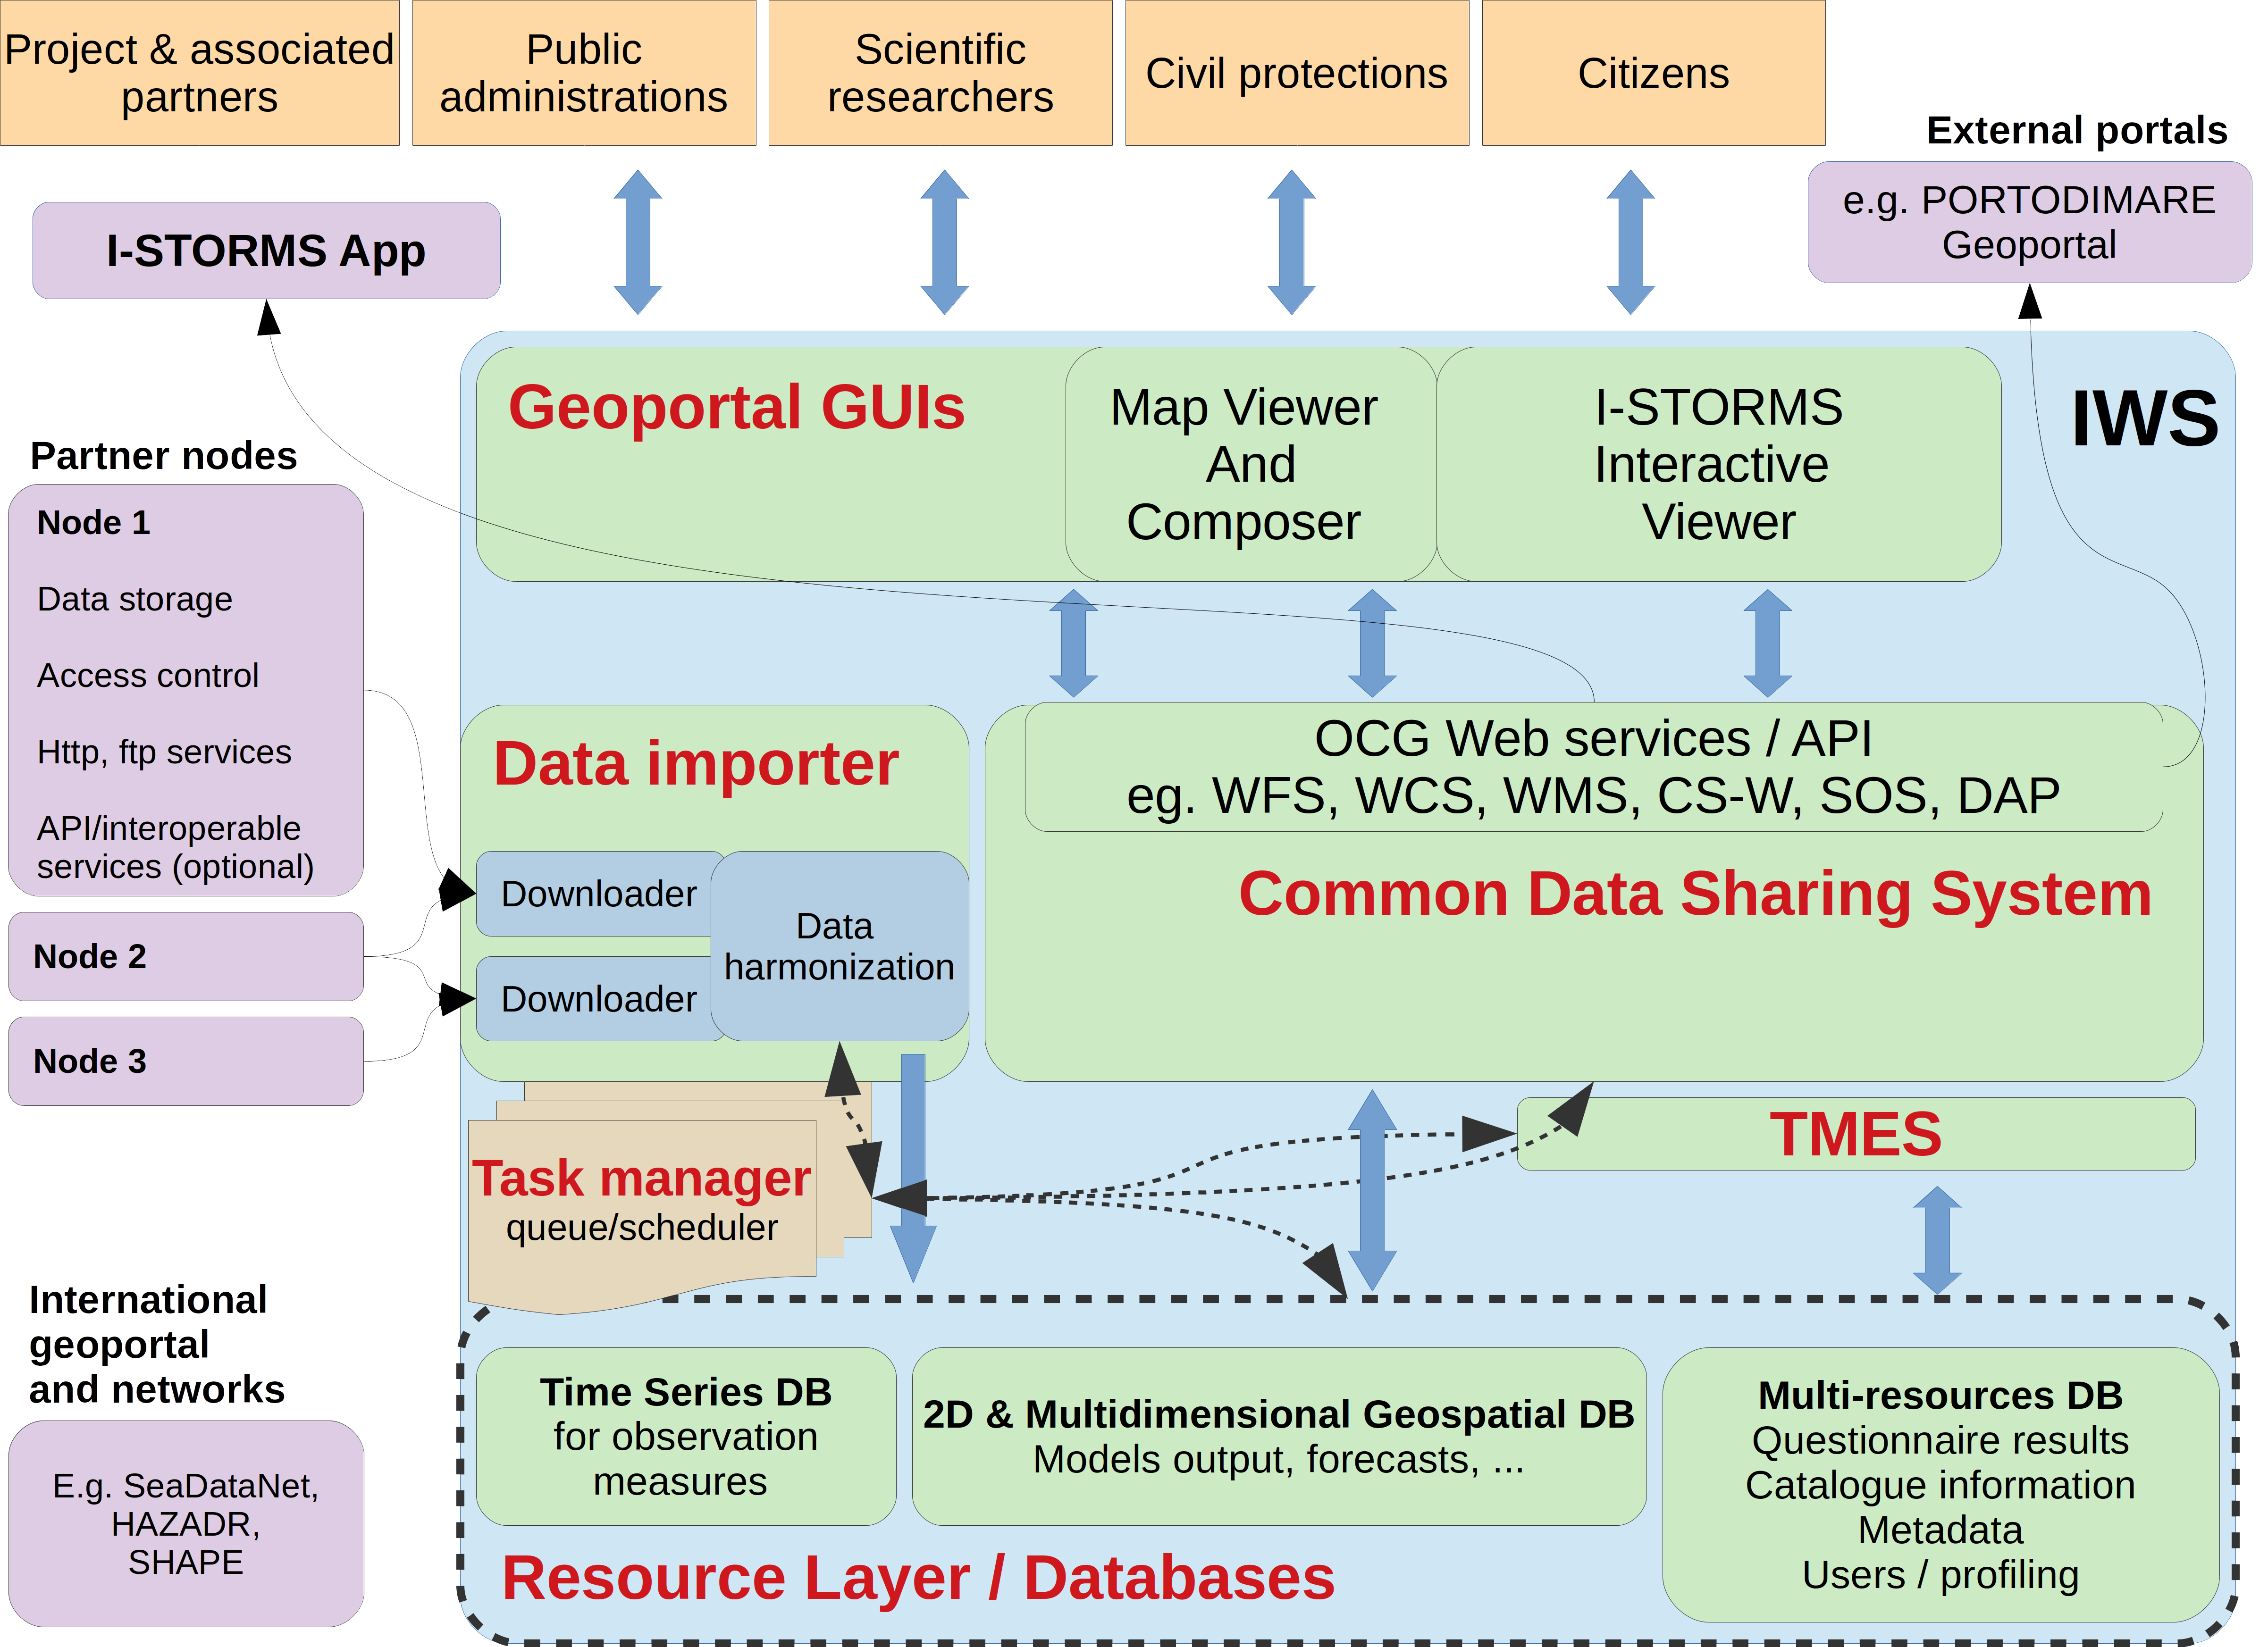 Project & associated
partners
Public
administrations
Scientific
researchers
Civil protections
Citizens
External portals
e.g. PORTODIMARE
Geoportal
I-STORMS App
IWS
Geoportal GUIs
Map Viewer
And
Composer
I-STORMS
Interactive
Viewer
Partner nodes
Node 1
Data storage
Access control
Http, ftp services
API/interoperable
services (optional)
Node 2
Node 3
Data importer
Downloader
Downloader
Data
harmonization
OCG Web services / API
eg. WFS, WCS, WMS, CS-W, SOS, DAP
Common Data Sharing System
TMES
Task manager
queue/scheduler
International
geoportal
and networks
E.g. SeaDataNet,
HAZADR,
SHAPE
Time Series DB
for observation
measures
2D & Multidimensional Geospatial DB
Models output, forecasts, ...
Multi-resources DB
Questionnaire results
Catalogue information
Metadata
Users / profiling
Resource Layer / Databases